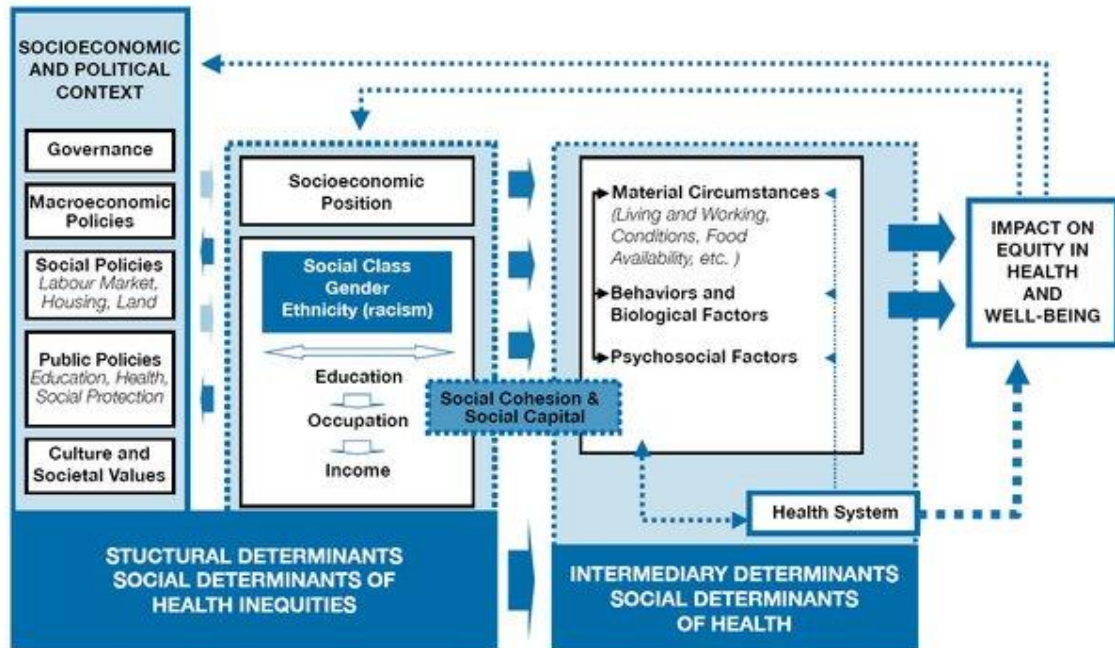 SOCIOECONOMIC
AND POLITICAL
CONTEXT
Governance
Macroeconomic
Policies
Social Policies
Labour Market,
Housing, Land
Public Policies
Education, Health,
Social Protection
Culture and
Societal Values
Socioeconomic
Position
Social Class
Gender
Ethnicity (racism)
Education
Occupation
Income
Social Cohesion &
Social Capital
Material Circumstances
(Living and Working,
Conditions, Food
Availability, etc. )
Behaviors and
Biological Factors
Psychosocial Factors
Health System
IMPACT ON
EQUITY IN
HEALTH
AND
WELL-BEING
STUCTURAL DETERMINANTS
SOCIAL DETERMINANTS OF
HEALTH INEQUITIES
INTERMEDIARY DETERMINANTS
SOCIAL DETERMINANTS
OF HEALTH